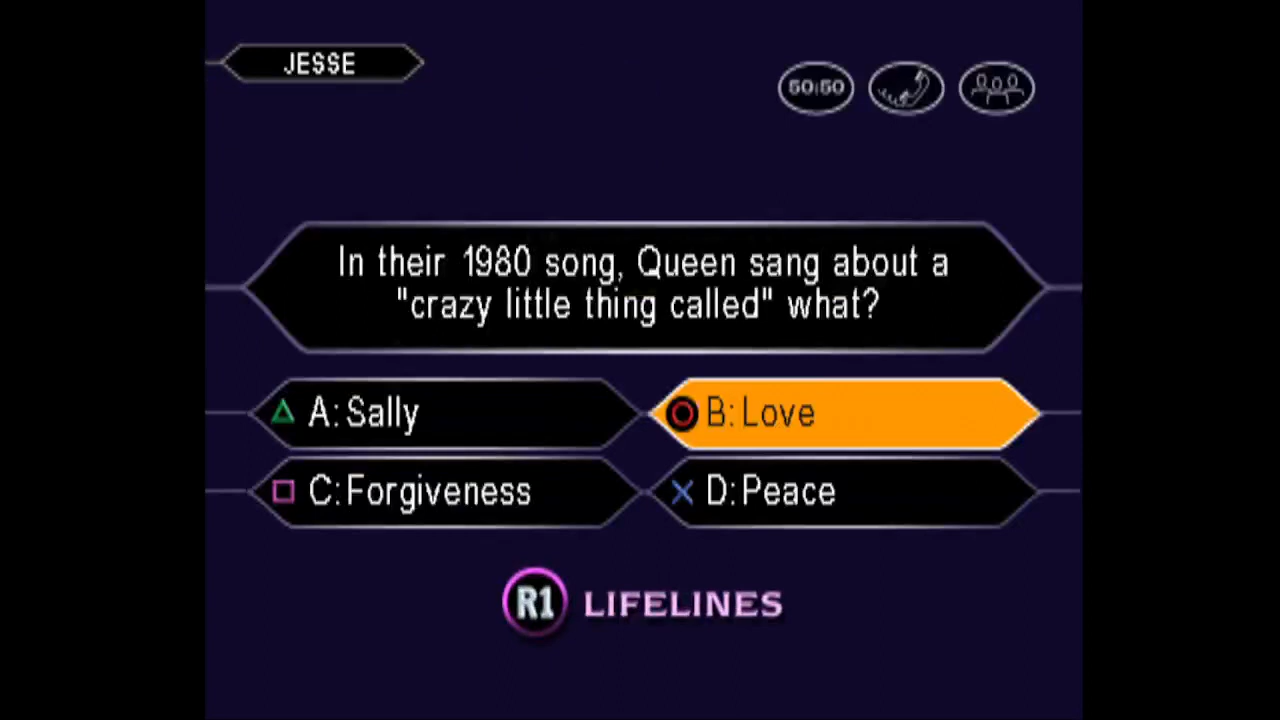 JESSE
50:50
In their 1980 song, Queen sang about a
"crazy little thing called" what?
A: Sally
B: Love
C: Forgiveness
D: Peace
R1 LIFELINES